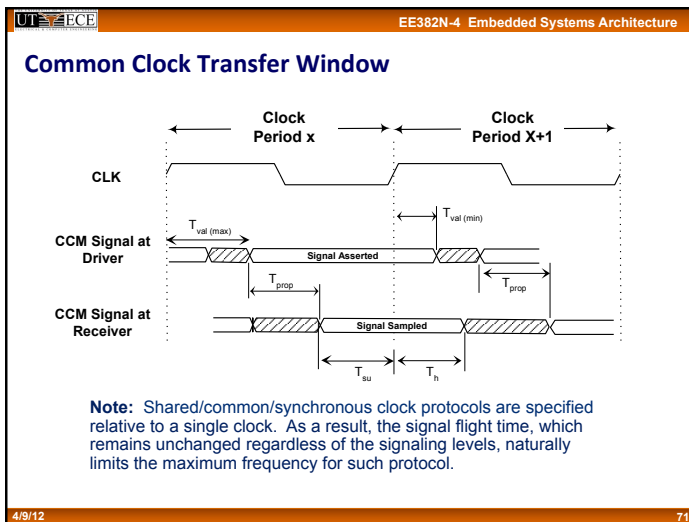 UT ECE
EE382N-4 Embedded Systems Architecture
Common Clock Transfer Window
Clock
Period x
Clock
Period X+1
CLK
T val (max)
T val (min)
CCM Signal at
Driver
Signal Asserted
T prop
T prop
CCM Signal at
Receiver
Signal Sampled
T su
T h
Note: Shared/common/synchronous clock protocols are specified
relative to a single clock. As a result, the signal flight time, which
remains unchanged regardless of the signaling levels, naturally
limits the maximum frequency for such protocol.
4/9/12
71